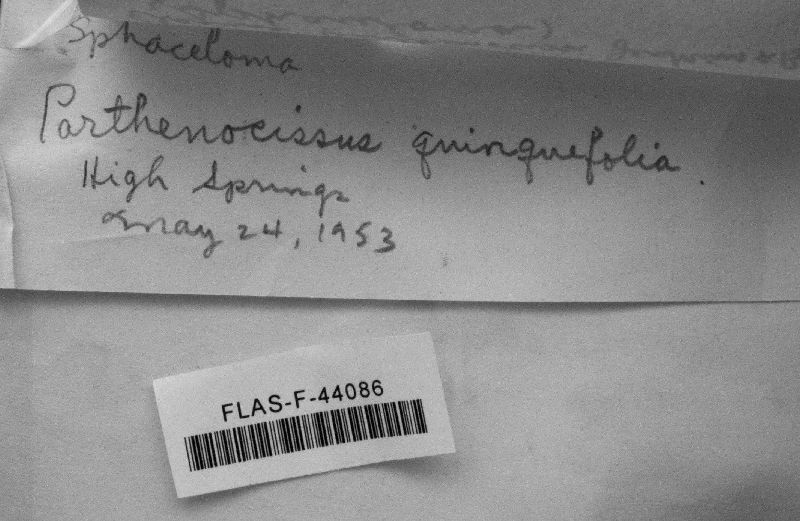 Sphaceloma
Parthenocissus quinquefolia.
High Springs
May 24, 1953
FLAS-F-44086